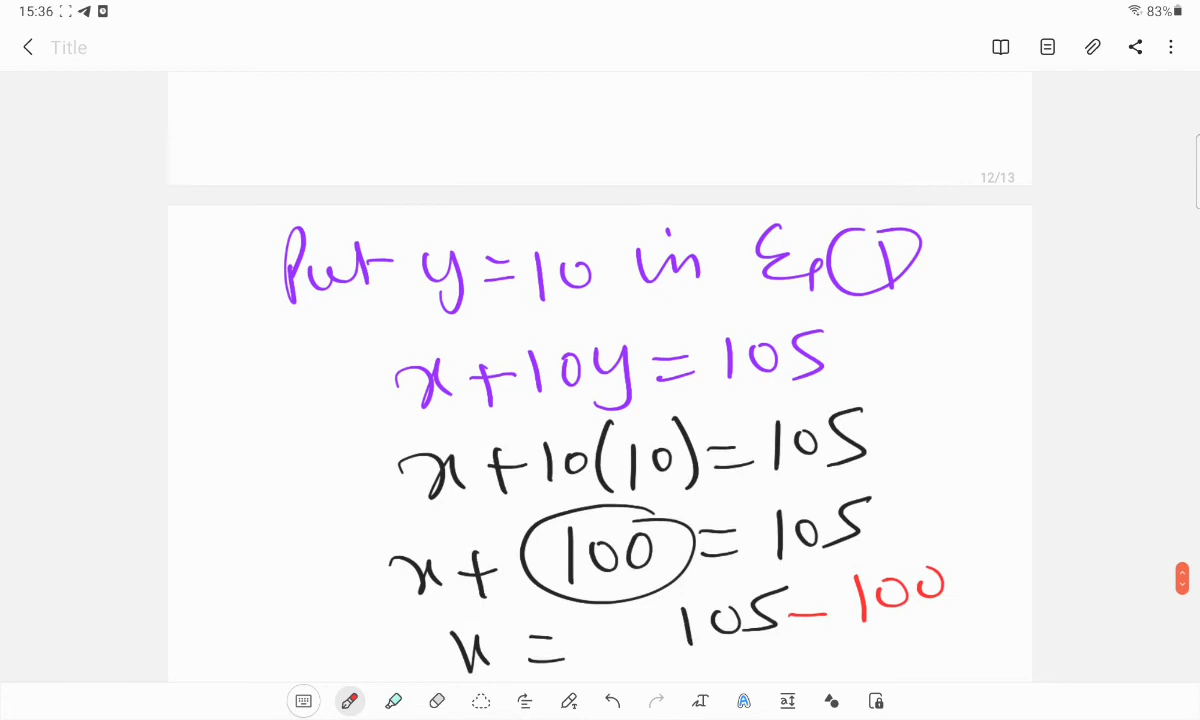 15:36
83%
Title
12/13
Put y=10 in Eq (1)
x+10y=105
x+10(10)=105
x+100=105
x = 105-100